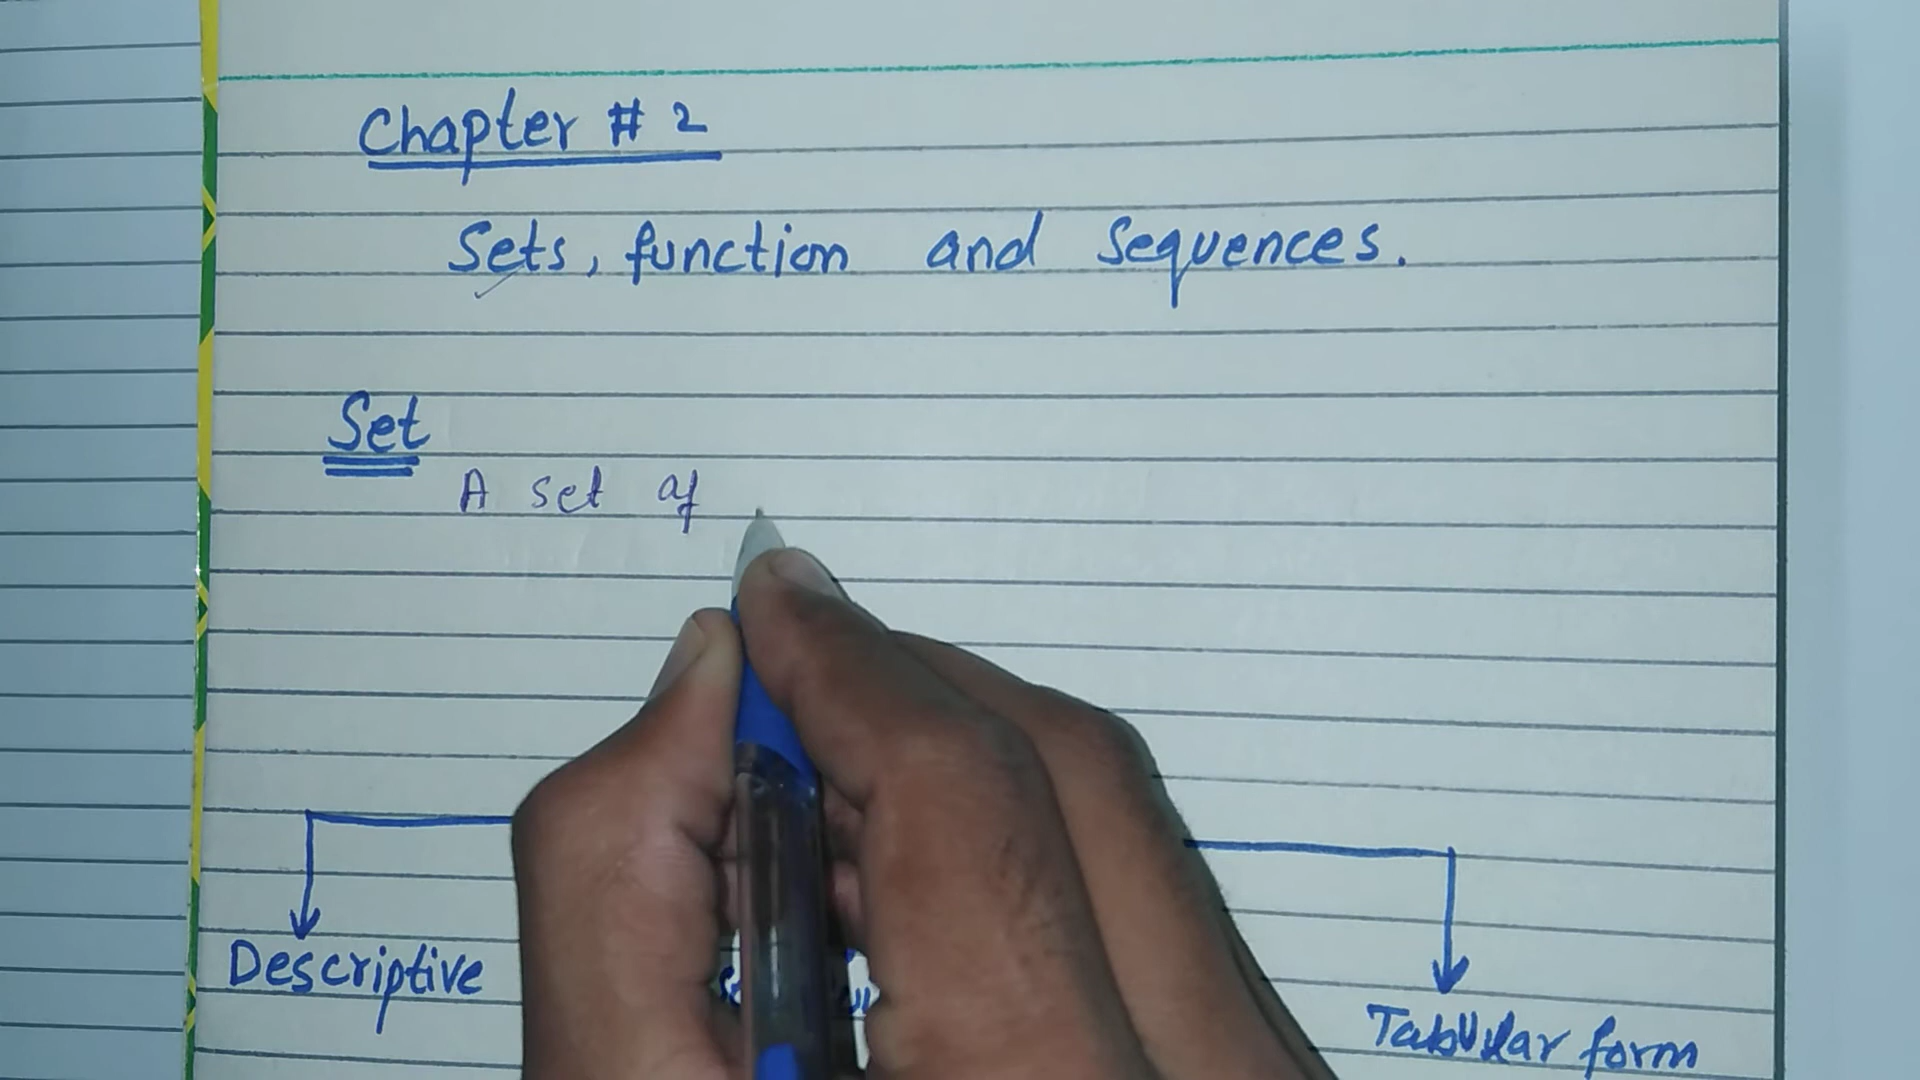 Chapter # 2
Sets, function and Sequences.
Set
A set of
Descriptive
Tabular form